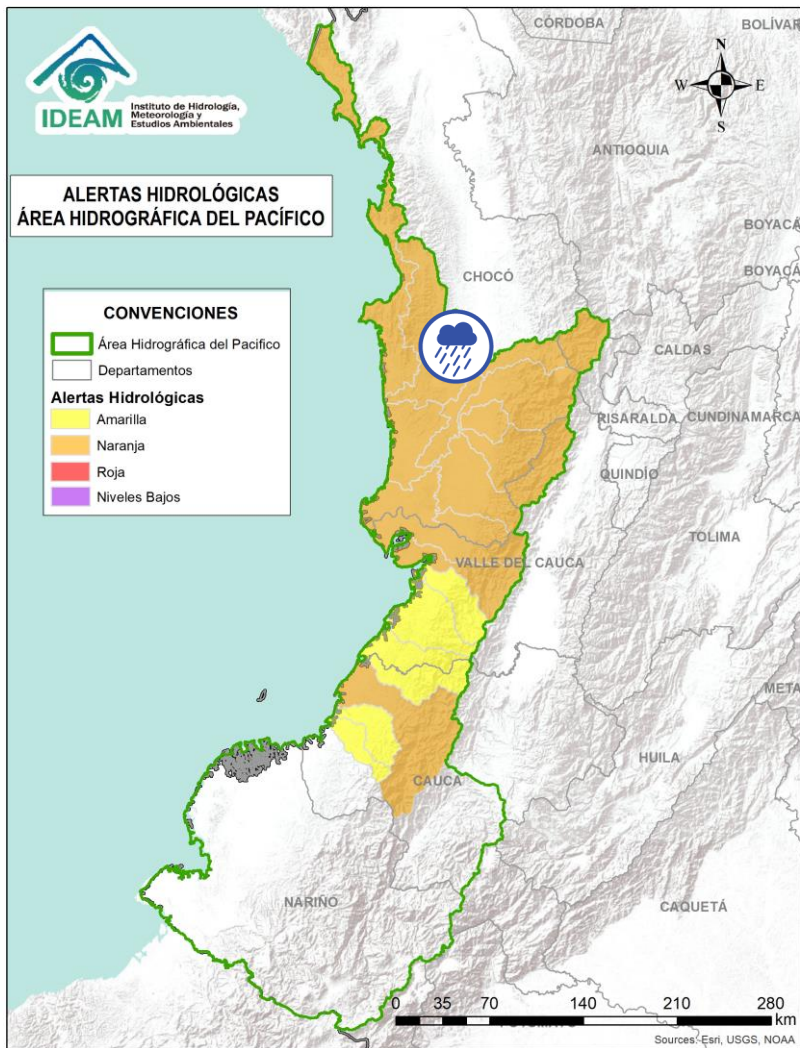 CÓRDOBA
BOLÍVAR
N
W
E
S
IDEAM
Instituto de Hidrología,
Meteorología y
Estudios Ambientales
ANTIOQUIA
ALERTAS HIDROLÓGICAS
ÁREA HIDROGRÁFICA DEL PACÍFICO
BOYACÁ
BOYACÁ
CHOCÓ
CONVENCIONES
Área Hidrográfica del Pacifico
Departamentos
Alertas Hidrológicas
Amarilla
Naranja
Roja
Niveles Bajos
CALDAS
RISARALDA
CUNDINAMARCA
QUINDÍO
TOLIMA
VALLE DEL CAUCA
META
HUILA
CAUCA
NARIÑO
CAQUETÁ
0 35 70 140 210 280
km
Sources: Esri, USGS, NOAA